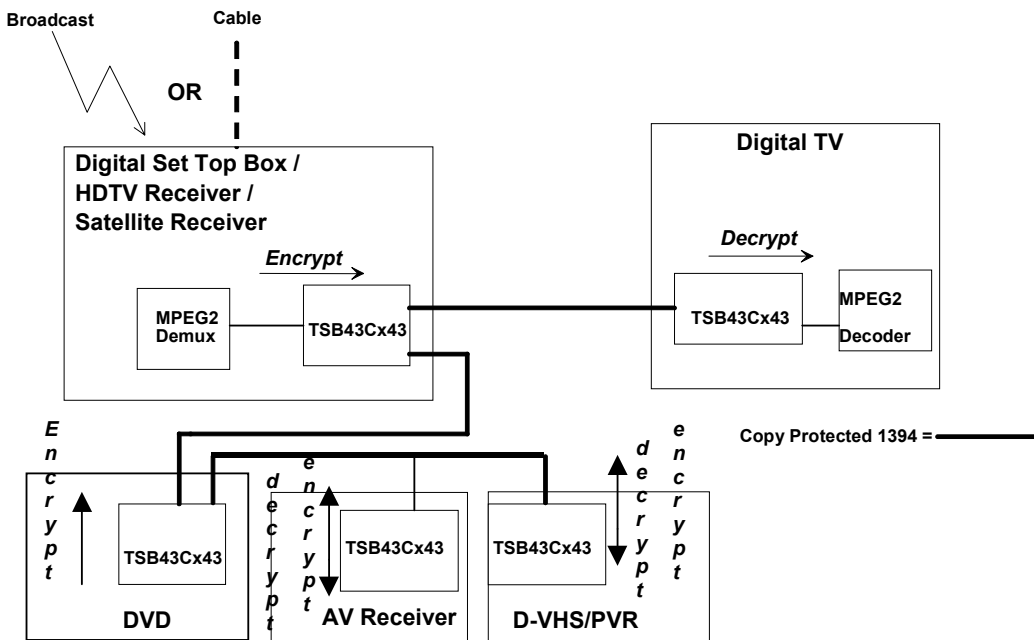 Broadcast
Cable
OR
Digital Set Top Box /
HDTV Receiver /
Satellite Receiver
Encrypt
MPEG2
Demux
TSB43Cx43
Digital TV
Decrypt
TSB43Cx43
MPEG2
Decoder
Copy Protected 1394 =
Encrypt
TSB43Cx43
DVD
decrypt
encrypt
TSB43Cx43
AV Receiver
TSB43Cx43
D-VHS/PVR
decrypt
encrypt